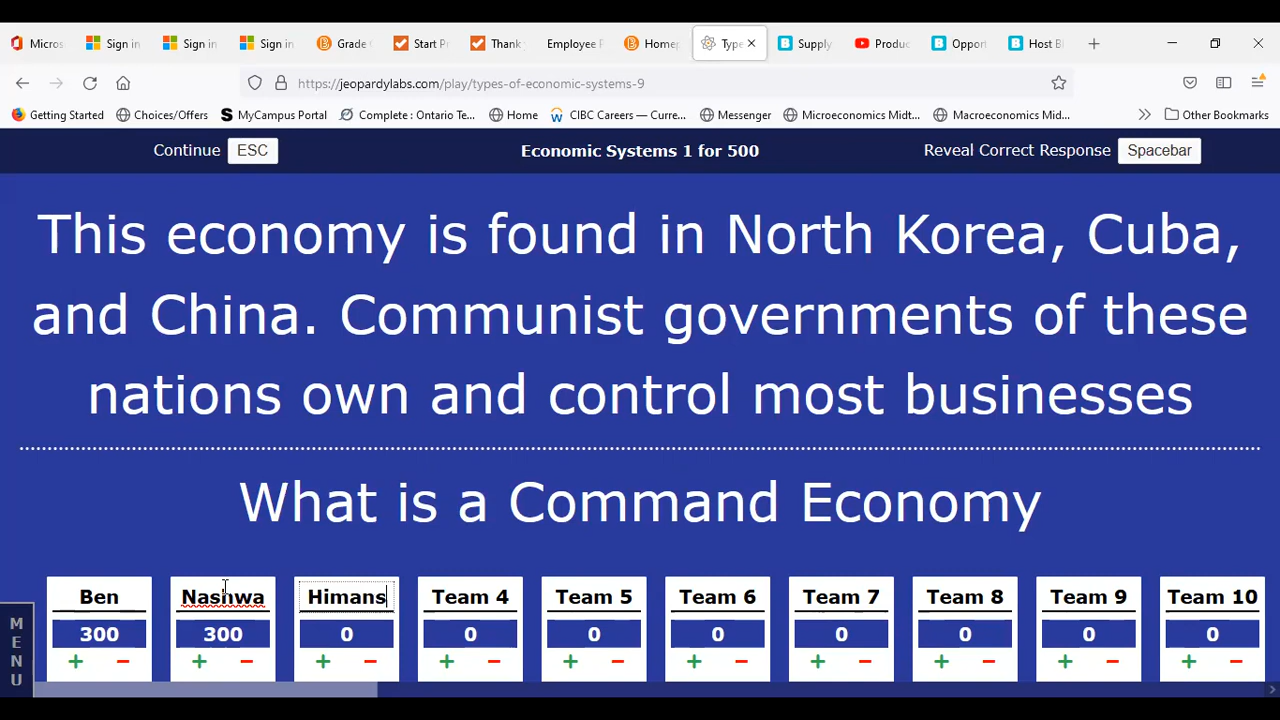 Micros Sign in Sign in Sign in Grade Start P Thank Employee F Homep Type Supply Produc Opport Host B
https://jeopardylabs.com/play/types-of-economic-systems-9
Getting Started Choices/Offers MyCampus Portal Complete : Ontario Te... Home CIBC Careers — Curre... Messenger Microeconomics Midt... Macroeconomics Mid... Other Bookmarks
Continue ESC Economic Systems 1 for 500 Reveal Correct Response Spacebar
This economy is found in North Korea, Cuba,
and China. Communist governments of these
nations own and control most businesses
What is a Command Economy
Ben Nashwa Himans Team 4 Team 5 Team 6 Team 7 Team 8 Team 9 Team 10
300 300 0 0 0 0 0 0 0 0
+ − + − + − + − + − + − + − + − + − + −
MENU